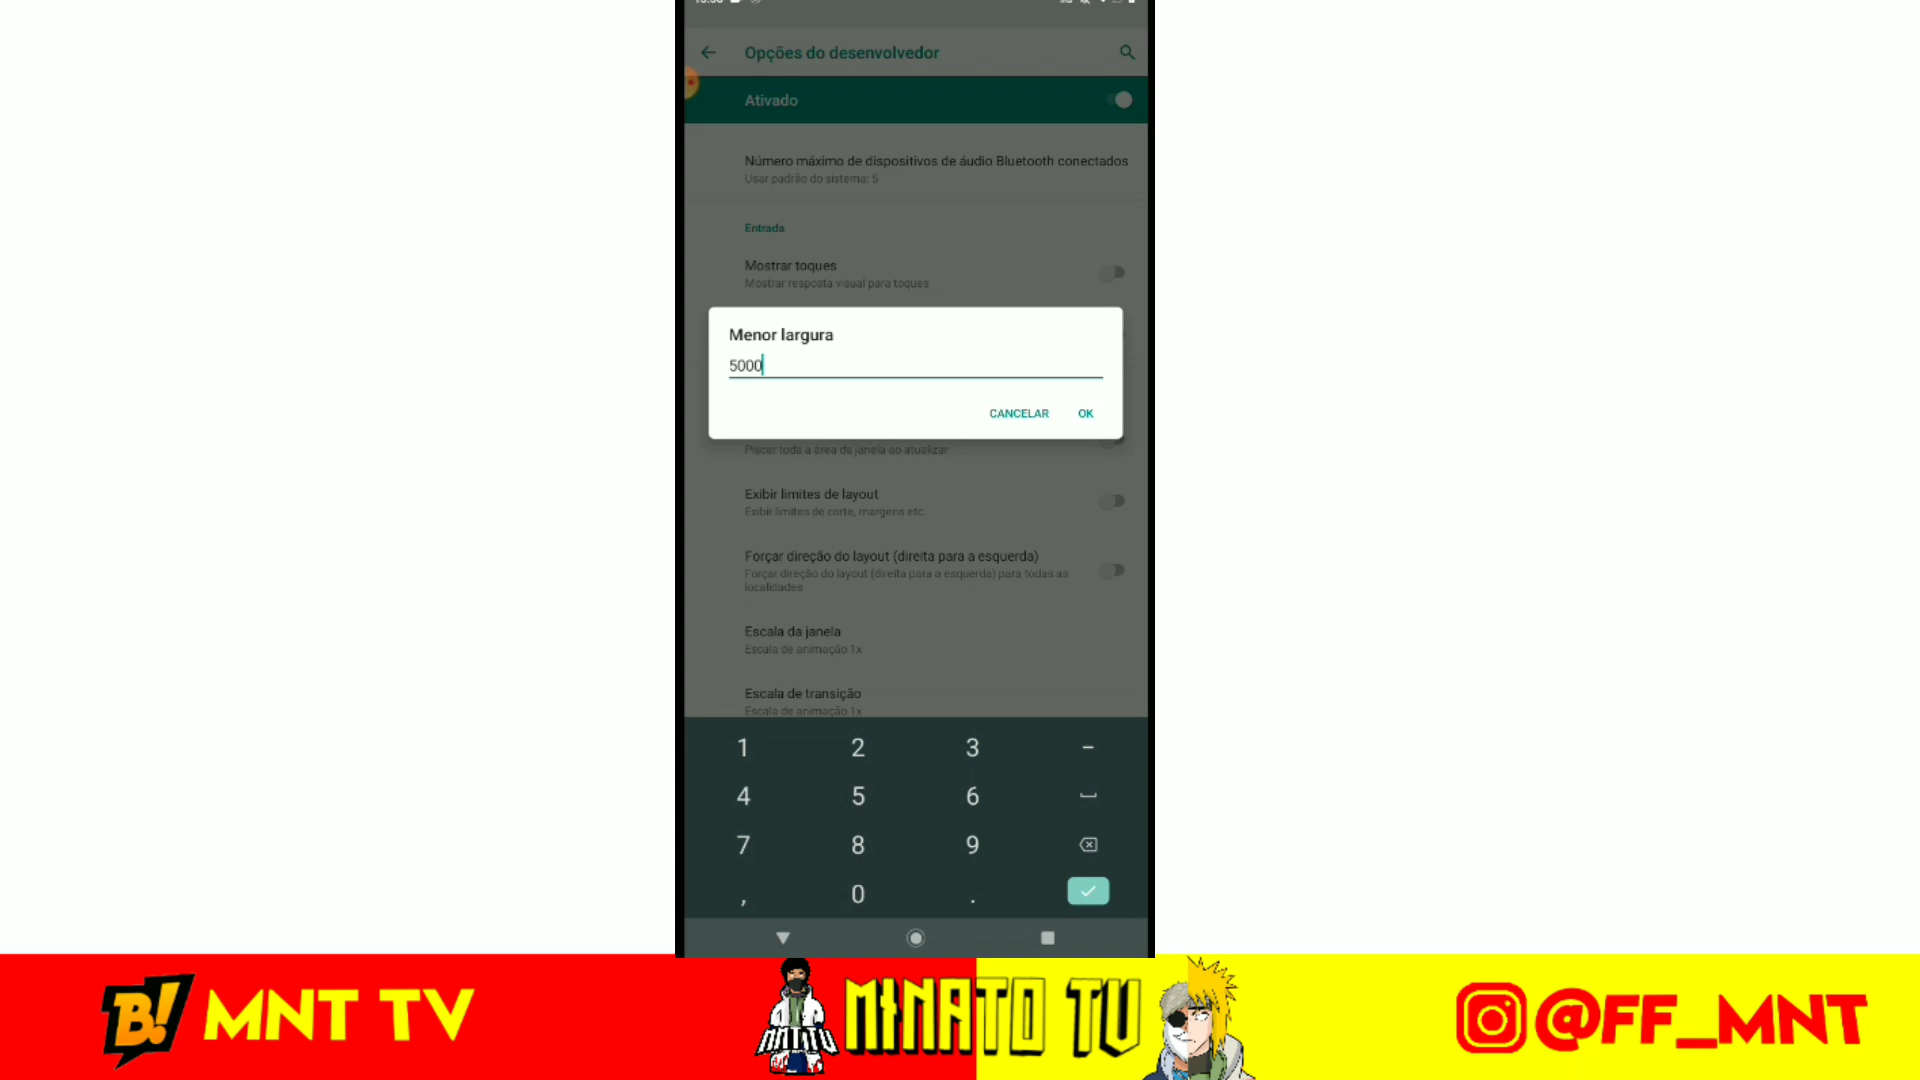 Opções do desenvolvedor
Ativado
Número máximo de dispositivos de áudio Bluetooth conectados
Usar padrão do sistema: 5
Entrada
Mostrar toques
Mostrar resposta visual para toques
Menor largura
5000
CANCELAR OK
Piscar toda a área da janela ao atualizar
Exibir limites de layout
Exibir limites de corte, margens etc.
Forçar direção do layout (direita para a esquerda)
Forçar direção do layout (direita para a esquerda) para todas as
localidades
Escala da janela
Escala de animação 1x
Escala de transição
Escala de animação 1x
1 2 3 –
4 5 6
7 8 9
, 0 .
B! MNT TV
MNTTV
MINATO TV
@FF_MNT